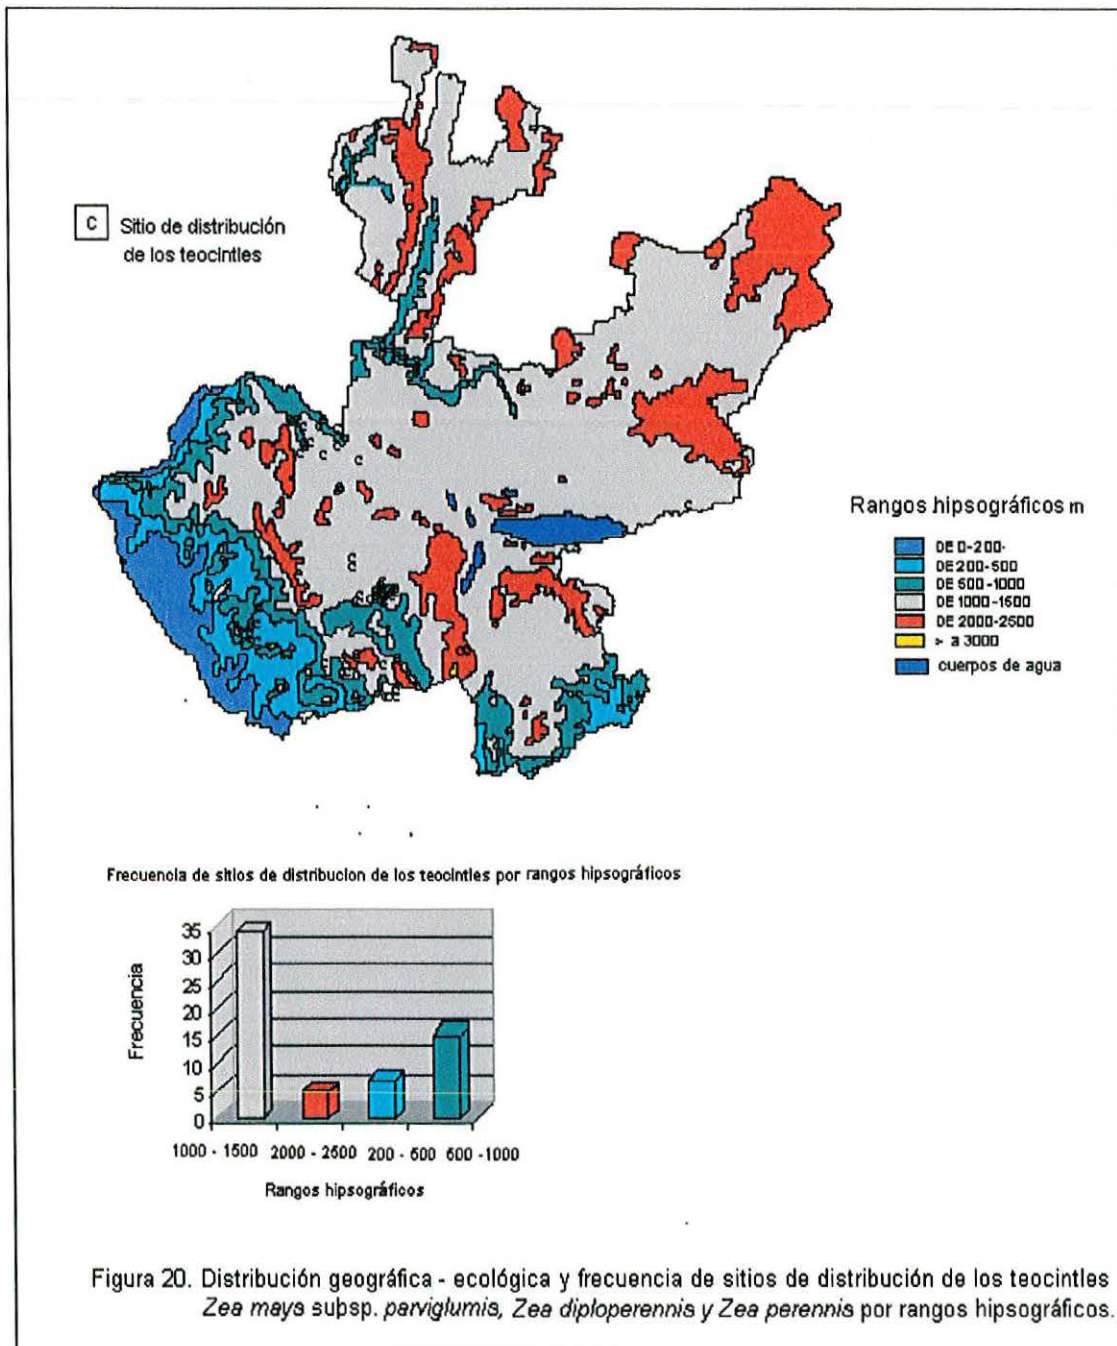 C Sitio de distribución
de los teocintles
Rangos hipsográficos m
DE 0-200-
DE 200-500
DE 500-1000
DE 1000-1500
DE 2000-2500
> a 3000
cuerpos de agua
Frecuencia de sitios de distribucion de los teocintles por rangos hipsográficos
Frecuencia
35
30
25
20
15
10
5
0
1000 - 1500 2000 - 2500 200 - 500 500 -1000
Rangos hipsográficos
Figura 20. Distribución geográfica - ecológica y frecuencia de sitios de distribución de los teocintles
Zea mays subsp. parviglumis, Zea diploperennis y Zea perennis por rangos hipsográficos.